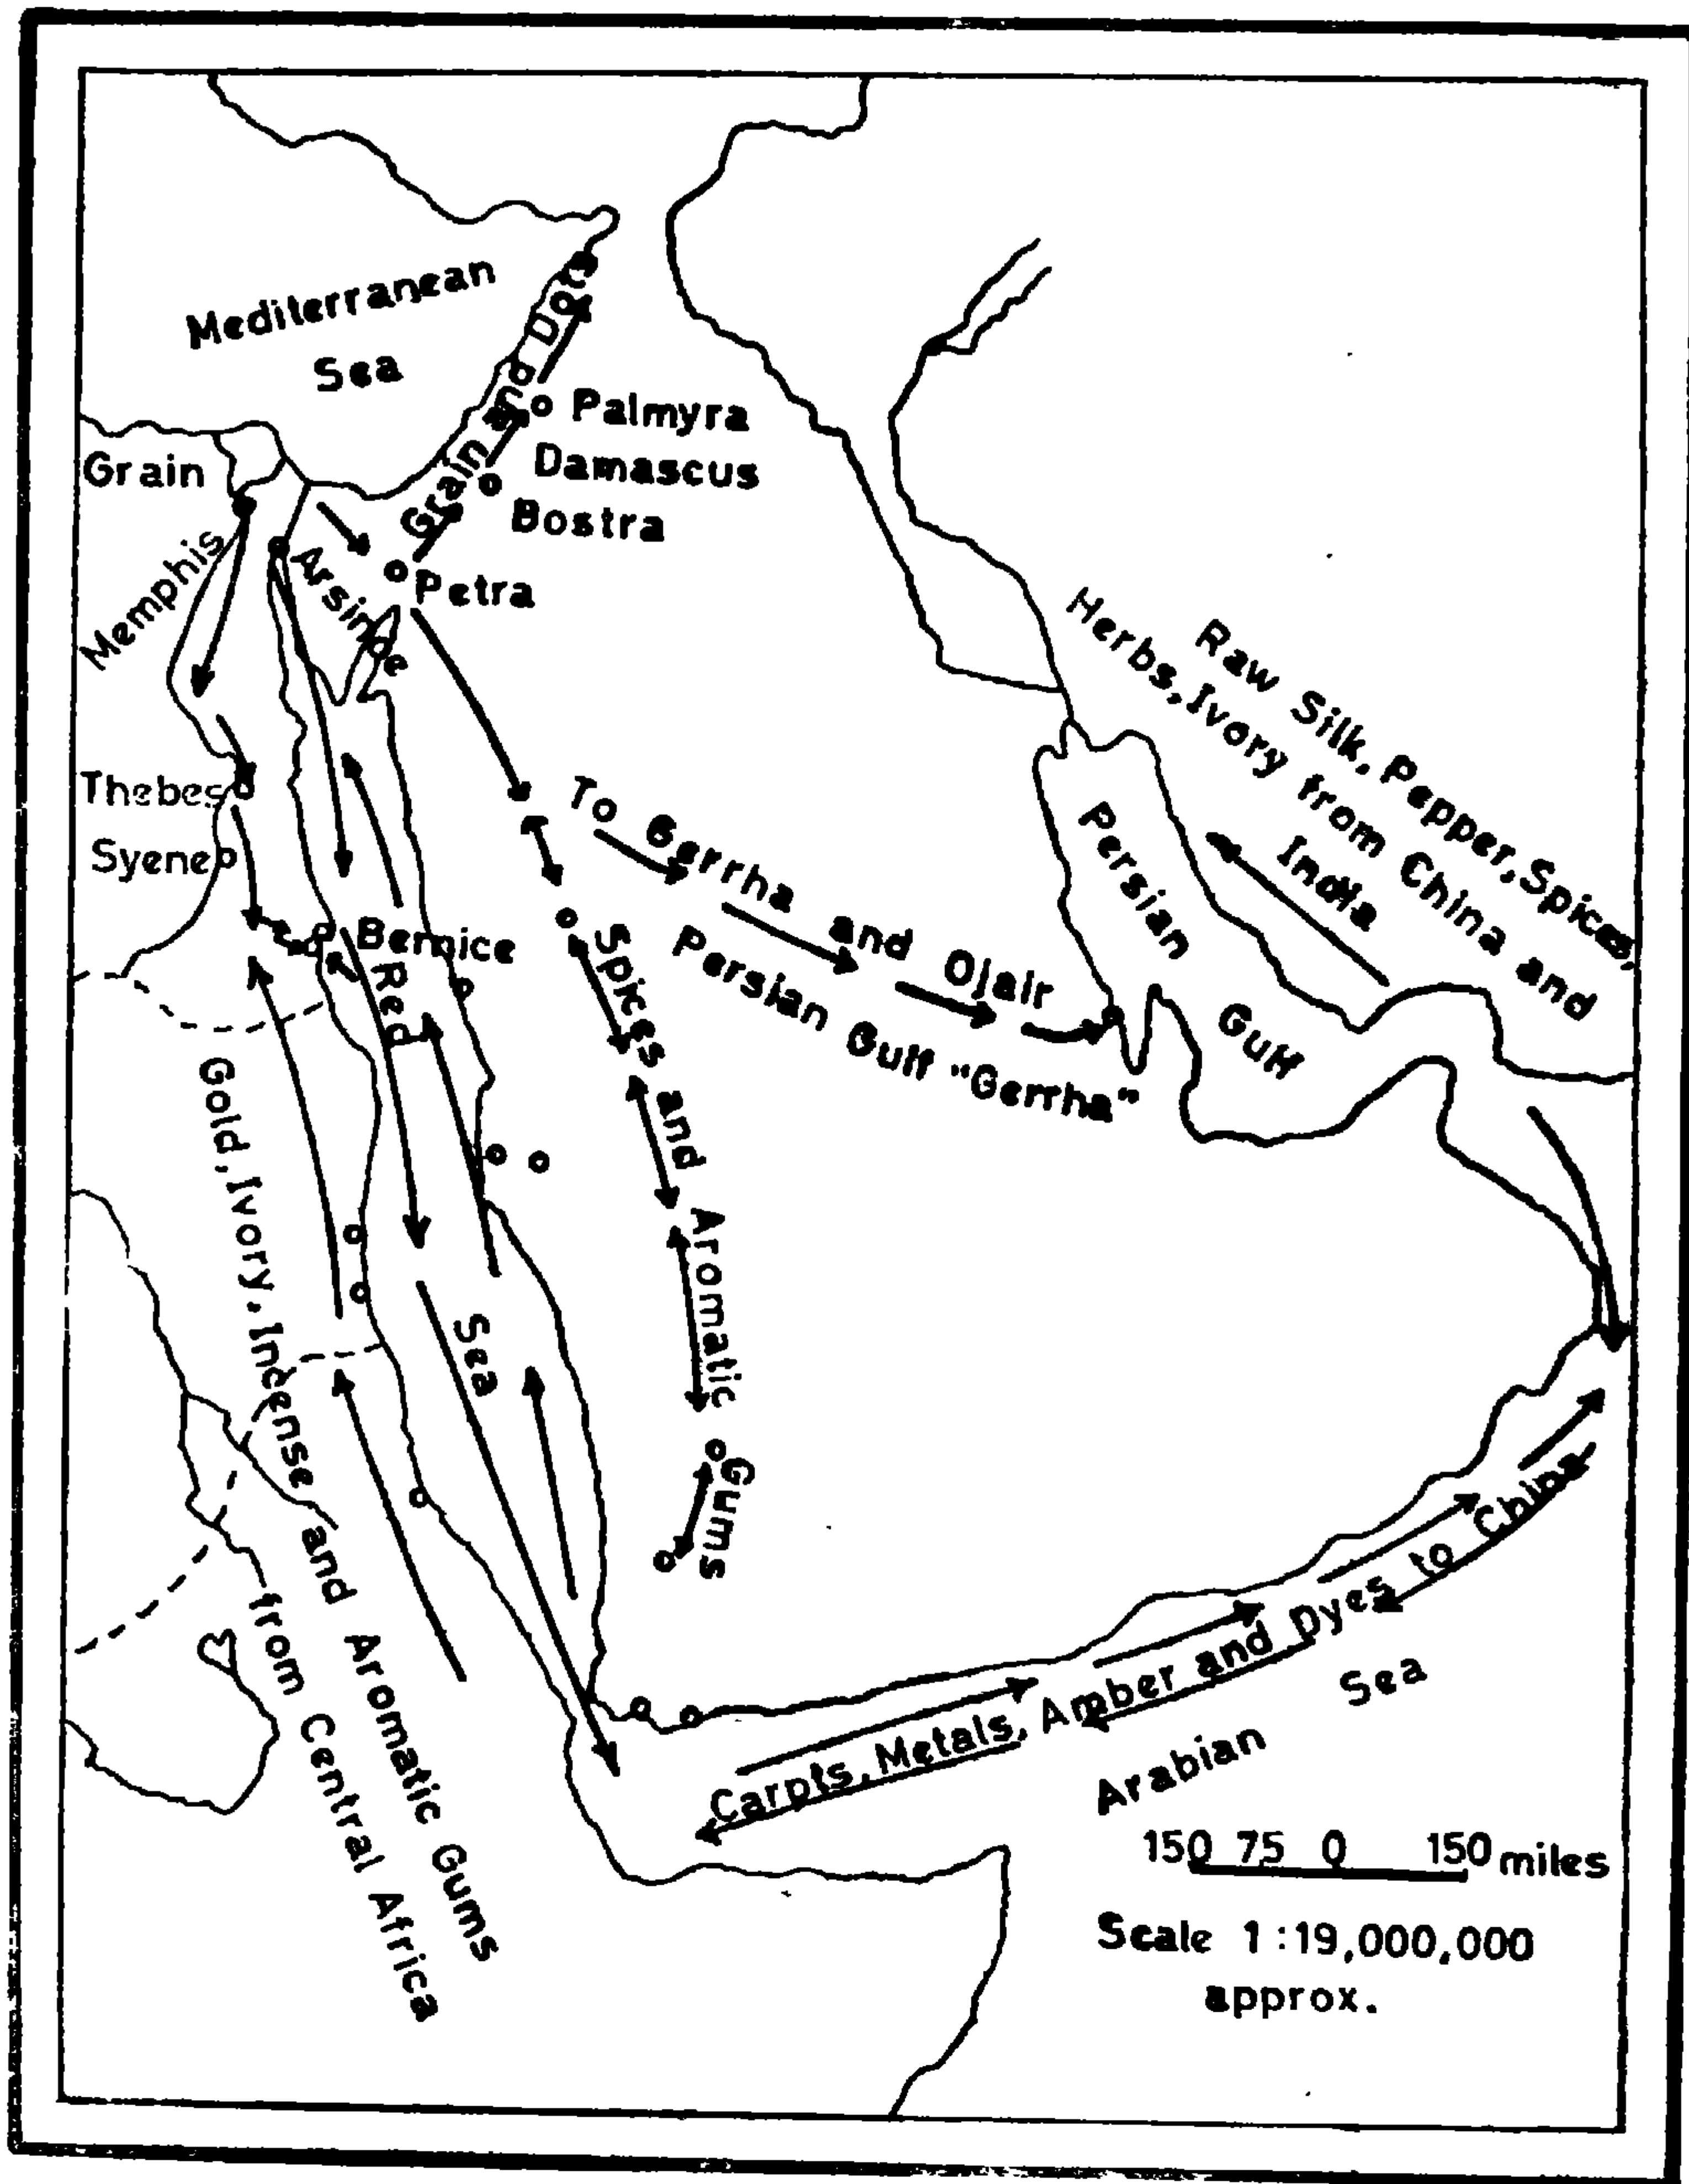 Mediterranean
Sea
Grain
Grain and Dots
Palmyra
Damascus
Bostra
Petra
Memphis
Arsinoe
Thebes
Syene
Bernice
Red
Sea
To Gerrha and Ojair
Persian Gulf "Gerrha"
Persian
Gulf
Raw Silk, Pepper, Spices,
Herbs, Ivory from China and
India
Spices and Aromatic Gums
Gold, Ivory, Incense and Aromatic Gums
from Central Africa
Carpts, Metals, Amber and Dyes to China
Arabian
Sea
150 75 0 150 miles
Scale 1:19,000,000
approx.